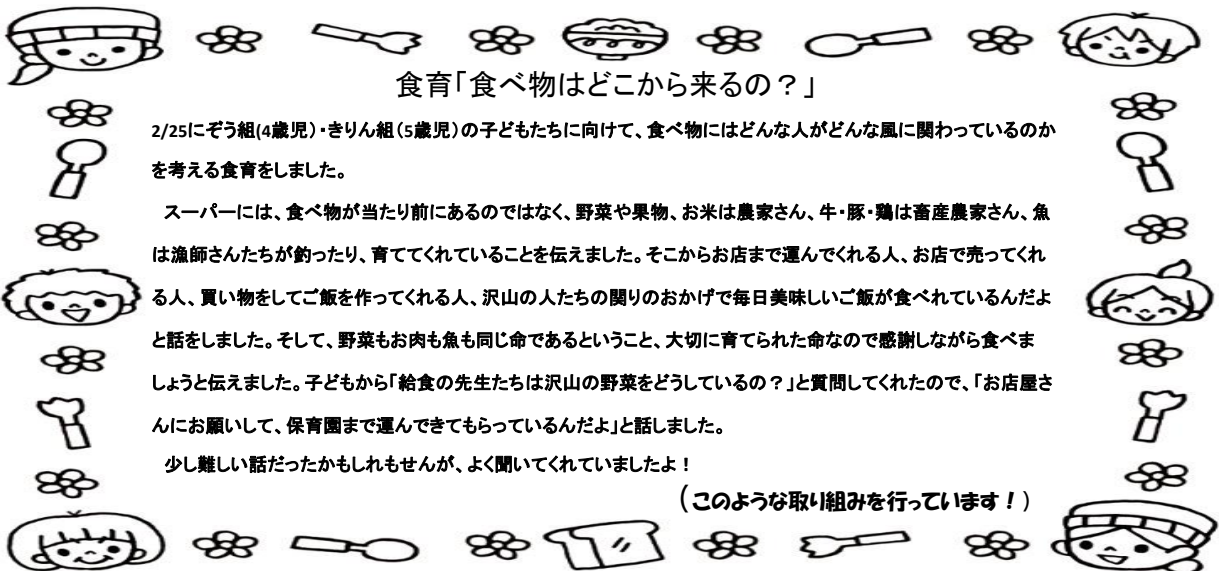 食育「食べ物はどこから来るの？」
2/25にぞう組(4歳児)・きりん組(5歳児)の子どもたちに向けて、食べ物にはどんな人がどんな風に関わっているのか
を考える食育をしました。
スーパーには、食べ物が当たり前にあるのではなく、野菜や果物、お米は農家さん、牛・豚・鶏は畜産農家さん、魚
は漁師さんたちが釣ったり、育ててくれていることを伝えました。そこからお店まで運んでくれる人、お店で売ってくれ
る人、買い物をしてご飯を作ってくれる人、沢山の人たちの関りのおかげで毎日美味しいご飯が食べれているんだよ
と話をしました。そして、野菜もお肉も魚も同じ命であるということ、大切に育てられた命なので感謝しながら食べま
しょうと伝えました。子どもから「給食の先生たちは沢山の野菜をどうしているの？」と質問してくれたので、「お店屋さ
んにお願いして、保育園まで運んできてもらっているんだよ」と話しました。
少し難しい話だったかもしれもせんが、よく聞いてくれていましたよ！
(このような取り組みを行っています！)